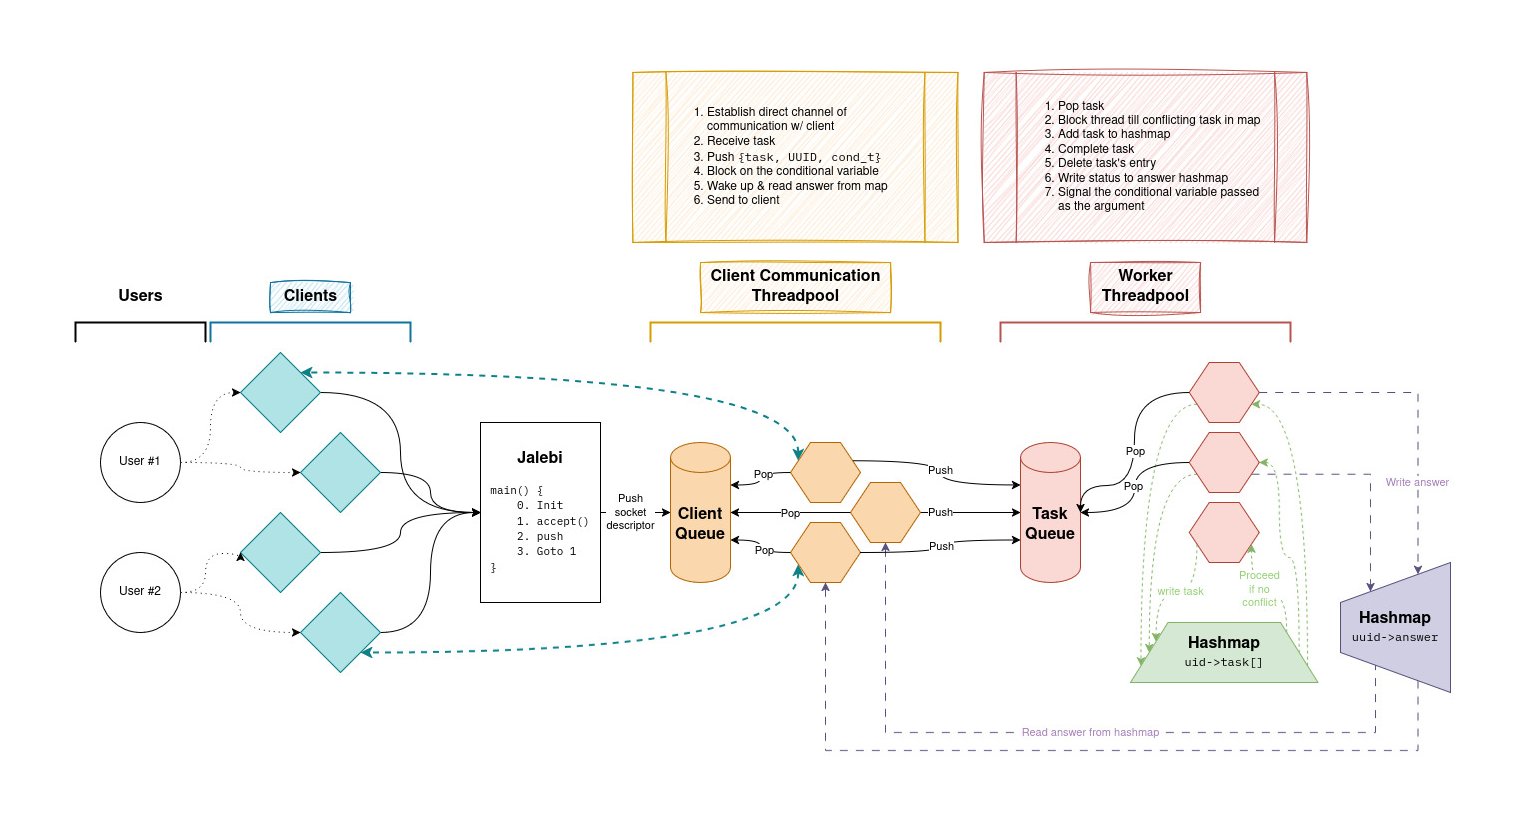 1. Establish direct channel of
communication w/ client
2. Receive task
3. Push {task, UUID, cond_t}
4. Block on the conditional variable
5. Wake up & read answer from map
6. Send to client
1. Pop task
2. Block thread till conflicting task in map
3. Add task to hashmap
4. Complete task
5. Delete task's entry
6. Write status to answer hashmap
7. Signal the conditional variable passed
as the argument
Users
Clients
Client Communication
Threadpool
Worker
Threadpool
User #1
User #2
Jalebi
main() {
0. Init
1. accept()
2. push
3. Goto 1
}
Push
socket
descriptor
Client
Queue
Pop
Pop
Pop
Push
Push
Push
Task
Queue
Pop
Pop
write task
Proceed
if no
conflict
Hashmap
uid->task[]
Write answer
Hashmap
uuid->answer
Read answer from hashmap